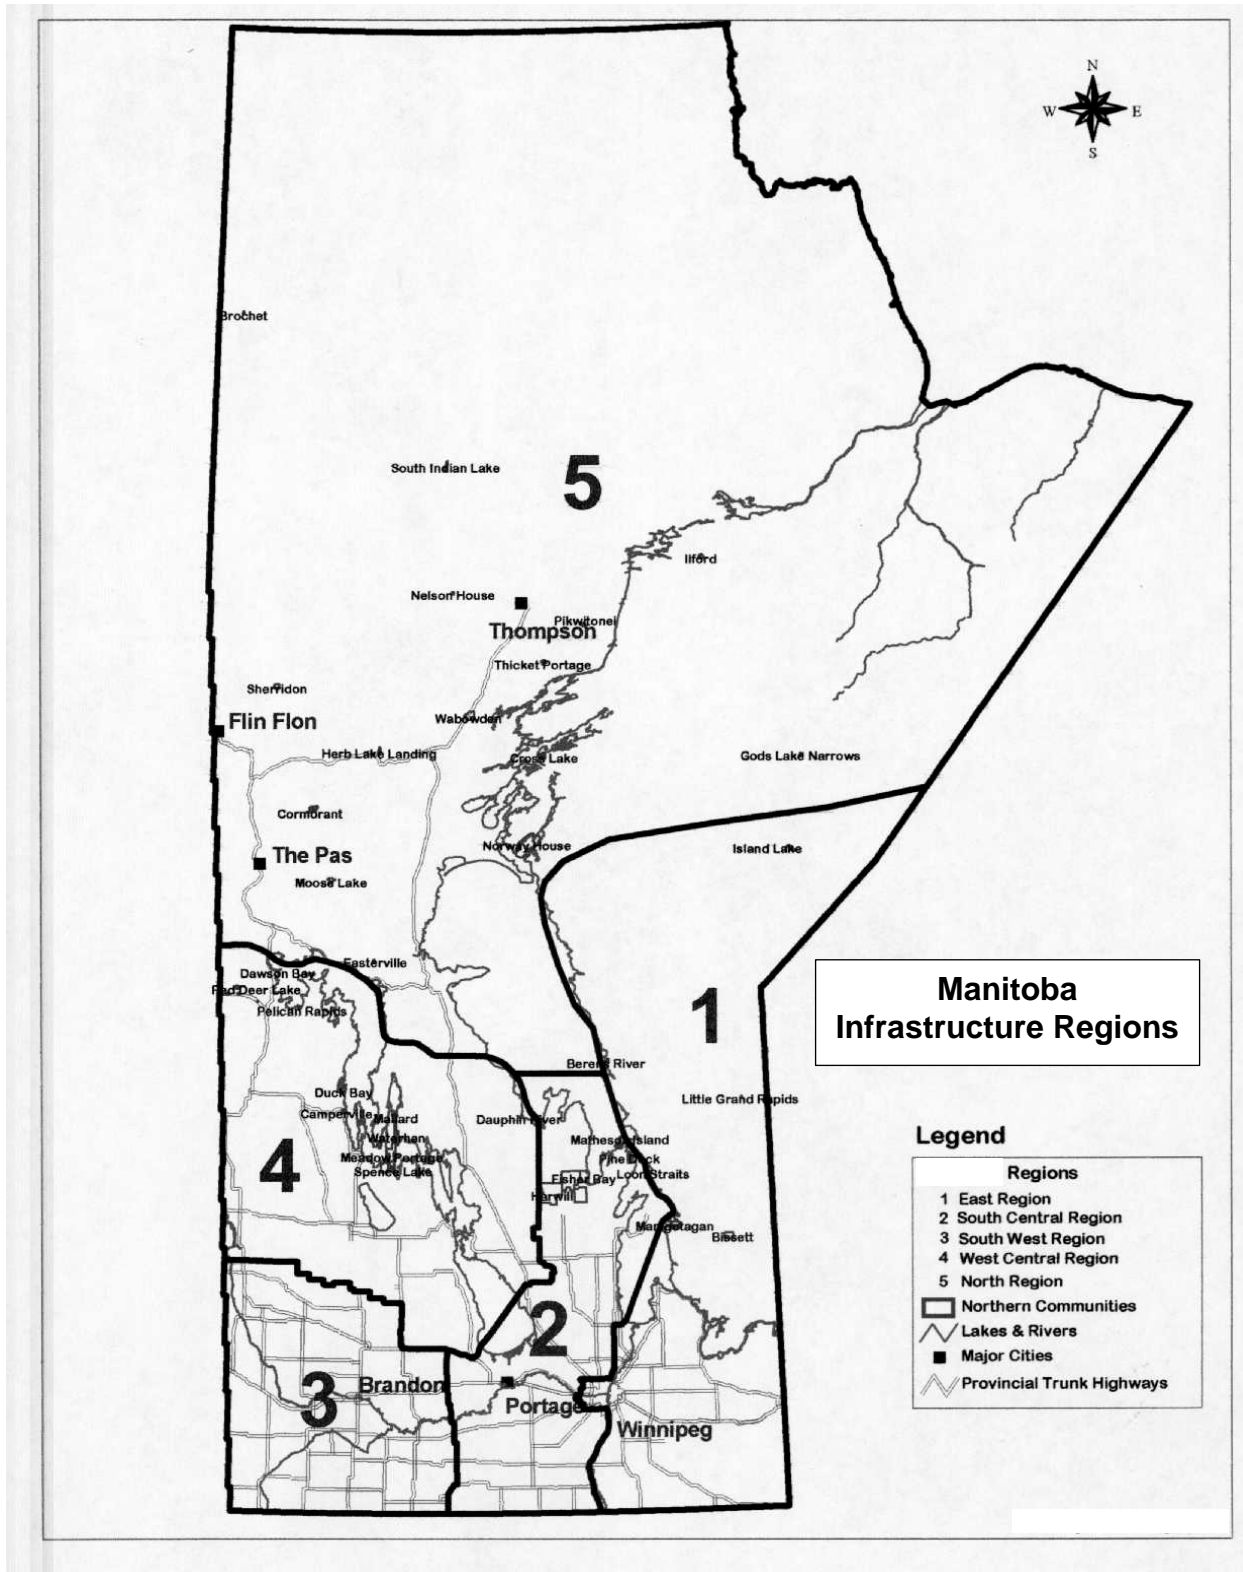 N
W E
S
Brochet
South Indian Lake
5
Ilford
Nelson House
Pikwitonei
Thompson
Thicket Portage
Sherridon
Flin Flon
Wabowden
Herb Lake Landing
Cross Lake
Gods Lake Narrows
Cormorant
Norway House
Island Lake
The Pas
Moose Lake
Easterville
Dawson Bay
Red Deer Lake
Pelican Rapids
Manitoba
Infrastructure Regions
1
Berens River
Duck Bay
Little Grand Rapids
Camperville
Mallard
Dauphin River
Waterhen
Matheson Island
Meadow Portage
Pine Dock
4
Spence Lake
Loon Straits
Fisher Bay
Harwill
Manigotagan
Bissett
2
3
Brandon
Portage
Winnipeg
Legend
Regions
1 East Region
2 South Central Region
3 South West Region
4 West Central Region
5 North Region
Northern Communities
Lakes & Rivers
Major Cities
Provincial Trunk Highways